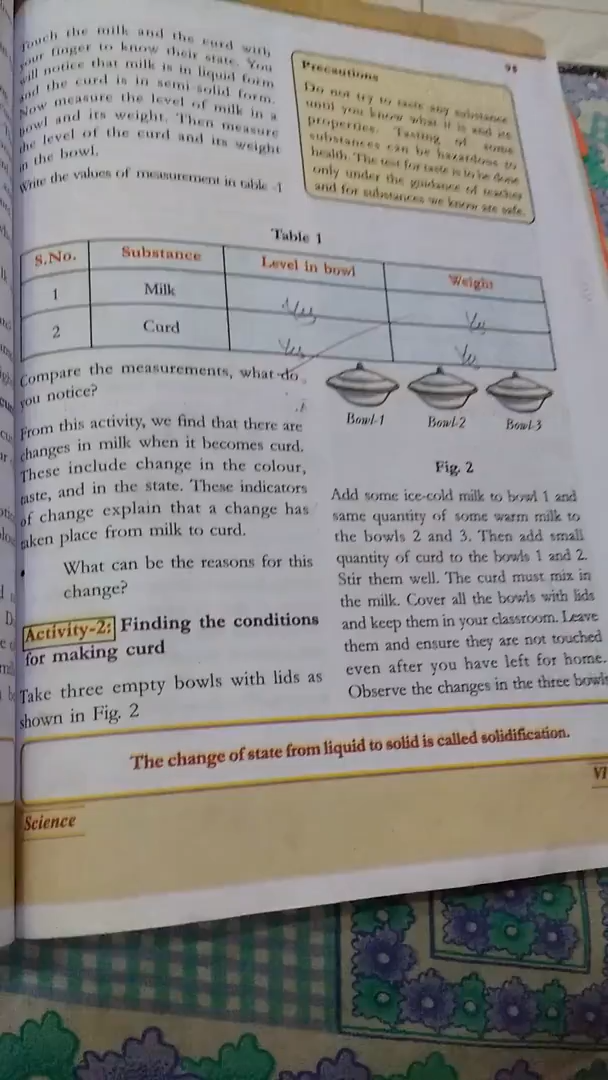 Touch the milk and the curd with
your finger to know their state. You
will notice that milk is in liquid form
and the curd is in semi solid form.
Now measure the level of milk in a
bowl and its weight. Then measure
the level of the curd and its weight
in the bowl.
Write the values of measurement in table -1
Precautions
Do not try to taste any substance
until you know what it is and its
properties. Tasting of some
substances can be hazardous to
health. The test for taste is to be done
only under the guidance of teacher
and for substances we know are safe.
Table 1
S.No. Substance Level in bowl Weight
1 Milk Yes Yes
2 Curd Yes Yes
Compare the measurements, what do
you notice?
From this activity, we find that there are
changes in milk when it becomes curd.
These include change in the colour,
taste, and in the state. These indicators
of change explain that a change has
taken place from milk to curd.
• What can be the reasons for this
change?
Activity-2: Finding the conditions
for making curd
Take three empty bowls with lids as
shown in Fig. 2
Bowl-1 Bowl-2 Bowl-3
Fig. 2
Add some ice-cold milk to bowl 1 and
same quantity of some warm milk to
the bowls 2 and 3. Then add small
quantity of curd to the bowls 1 and 2.
Stir them well. The curd must mix in
the milk. Cover all the bowls with lids
and keep them in your classroom. Leave
them and ensure they are not touched
even after you have left for home.
Observe the changes in the three bowls
The change of state from liquid to solid is called solidification.
Science
VI